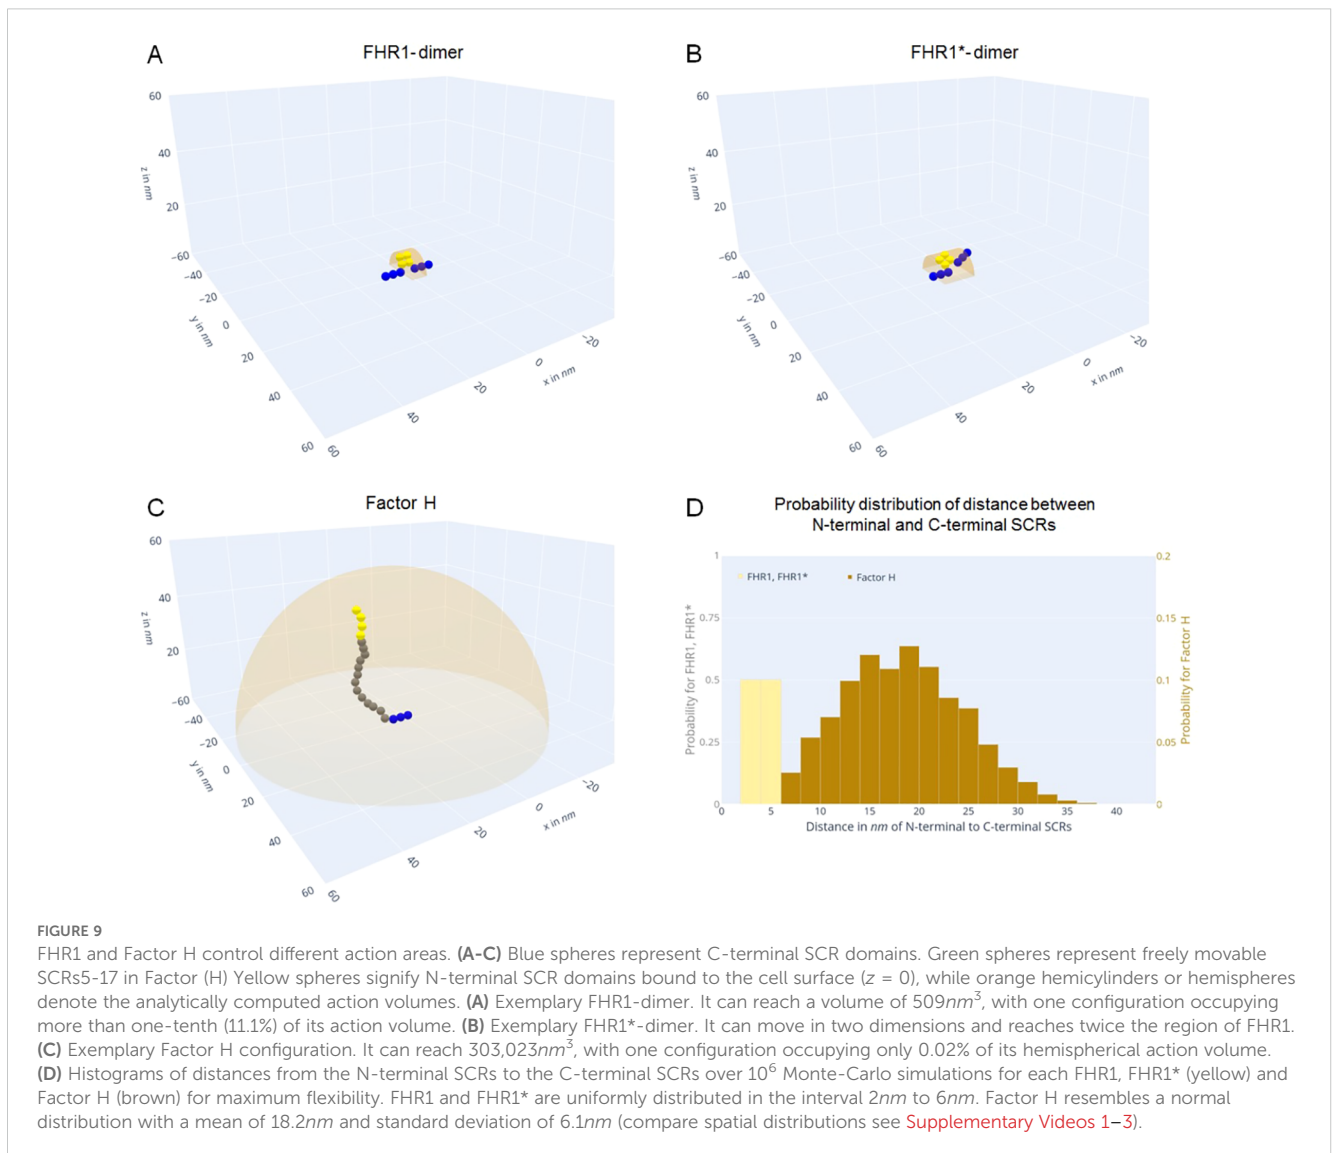 A
FHR1-dimer
60
40
20
z in nm
−60
−40
−20
0
20
40
60
y in nm
60
40
20
0
−20
x in nm
B
FHR1*-dimer
60
40
20
z in nm
−60
−40
−20
0
20
40
60
y in nm
60
40
20
0
−20
x in nm
C
Factor H
60
40
20
z in nm
−60
−40
−20
0
20
40
60
y in nm
60
40
20
0
−20
x in nm
D
Probability distribution of distance between
N-terminal and C-terminal SCRs
FHR1, FHR1*
Factor H
1
0.75
0.5
0.25
0
Probability for FHR1, FHR1*
0.2
0.15
0.1
0.05
0
Probability for Factor H
0 5 10 15 20 25 30 35 40
Distance in nm of N-terminal to C-terminal SCRs
FIGURE 9
FHR1 and Factor H control different action areas. (A-C) Blue spheres represent C-terminal SCR domains. Green spheres represent freely movable
SCRs5-17 in Factor (H) Yellow spheres signify N-terminal SCR domains bound to the cell surface (z = 0), while orange hemicylinders or hemispheres
denote the analytically computed action volumes. (A) Exemplary FHR1-dimer. It can reach a volume of 509nm³, with one configuration occupying
more than one-tenth (11.1%) of its action volume. (B) Exemplary FHR1*-dimer. It can move in two dimensions and reaches twice the region of FHR1.
(C) Exemplary Factor H configuration. It can reach 303,023nm³, with one configuration occupying only 0.02% of its hemispherical action volume.
(D) Histograms of distances from the N-terminal SCRs to the C-terminal SCRs over 10⁶ Monte-Carlo simulations for each FHR1, FHR1* (yellow) and
Factor H (brown) for maximum flexibility. FHR1 and FHR1* are uniformly distributed in the interval 2nm to 6nm. Factor H resembles a normal
distribution with a mean of 18.2nm and standard deviation of 6.1nm (compare spatial distributions see Supplementary Videos 1–3).